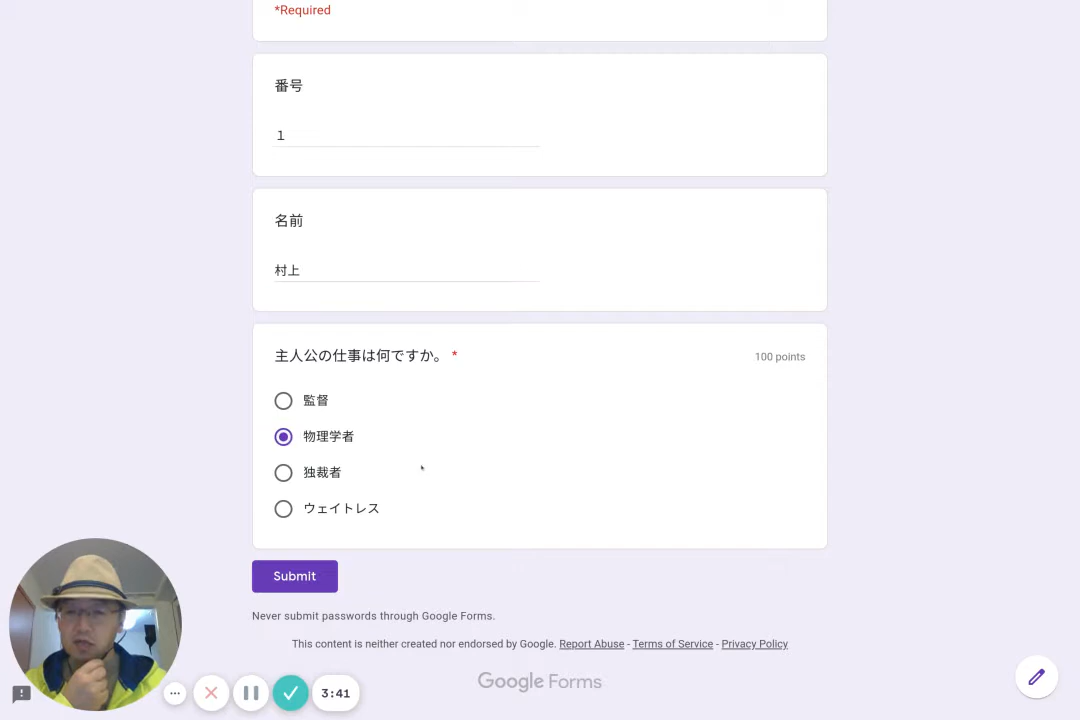 *Required
番号
1
名前
村上
主人公の仕事は何ですか。 *
100 points
監督
物理学者
独裁者
ウェイトレス
Submit
Never submit passwords through Google Forms.
This content is neither created nor endorsed by Google. Report Abuse - Terms of Service - Privacy Policy
Google Forms
3:41